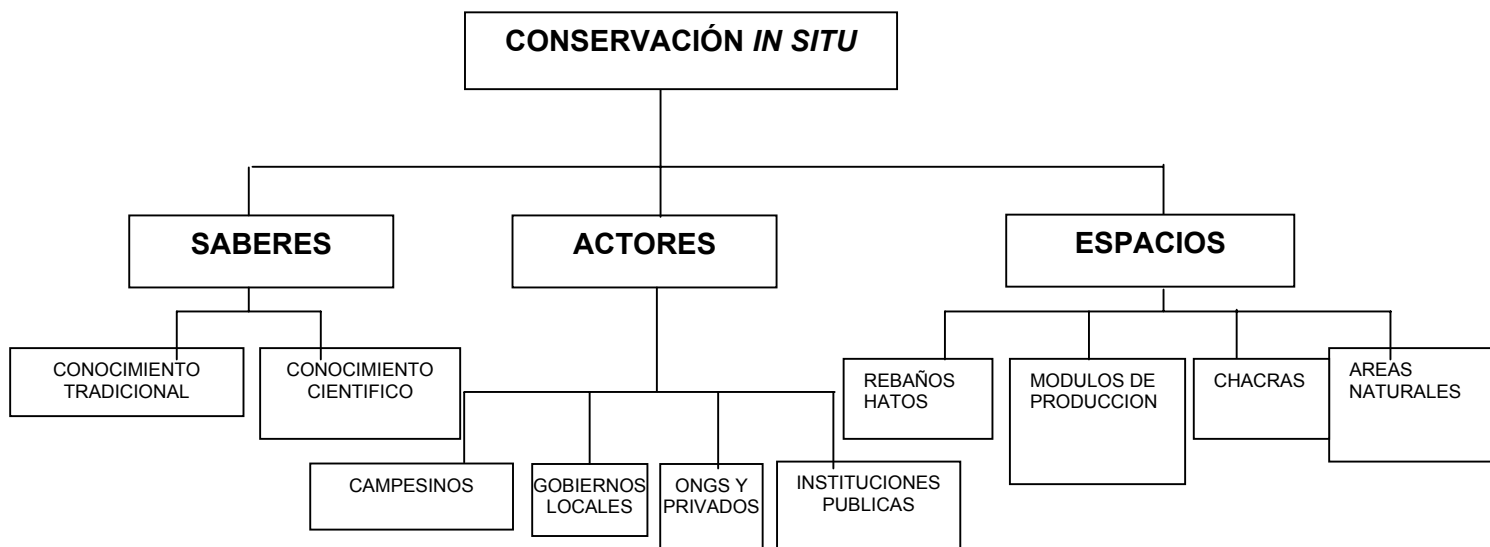 CONSERVACIÓN IN SITU
SABERES
ACTORES
ESPACIOS
CONOCIMIENTO
TRADICIONAL
CONOCIMIENTO
CIENTIFICO
REBAÑOS
HATOS
MODULOS DE
PRODUCCION
CHACRAS
AREAS
NATURALES
CAMPESINOS
GOBIERNOS
LOCALES
ONGS Y
PRIVADOS
INSTITUCIONES
PUBLICAS